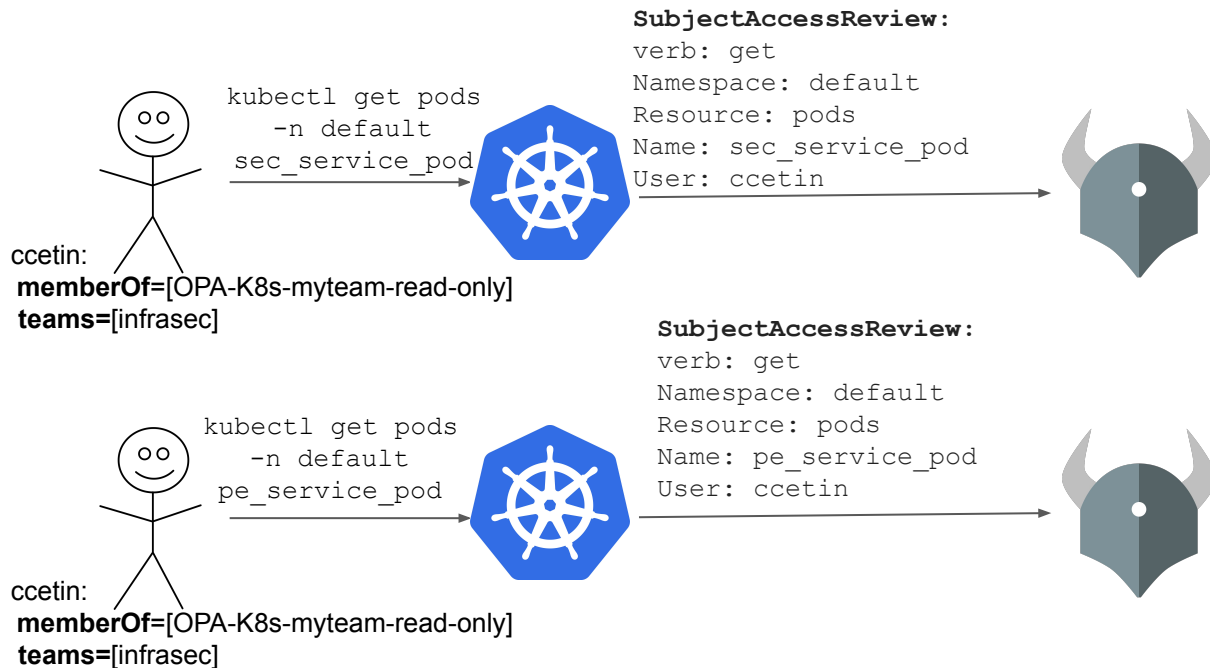 SubjectAccessReview:
verb: get
Namespace: default
Resource: pods
Name: sec_service_pod
User: ccetin
kubectl get pods
-n default
sec_service_pod
ccetin:
memberOf=[OPA-K8s-myteam-read-only]
teams=[infrasec]
SubjectAccessReview:
verb: get
Namespace: default
Resource: pods
Name: pe_service_pod
User: ccetin
kubectl get pods
-n default
pe_service_pod
ccetin:
memberOf=[OPA-K8s-myteam-read-only]
teams=[infrasec]